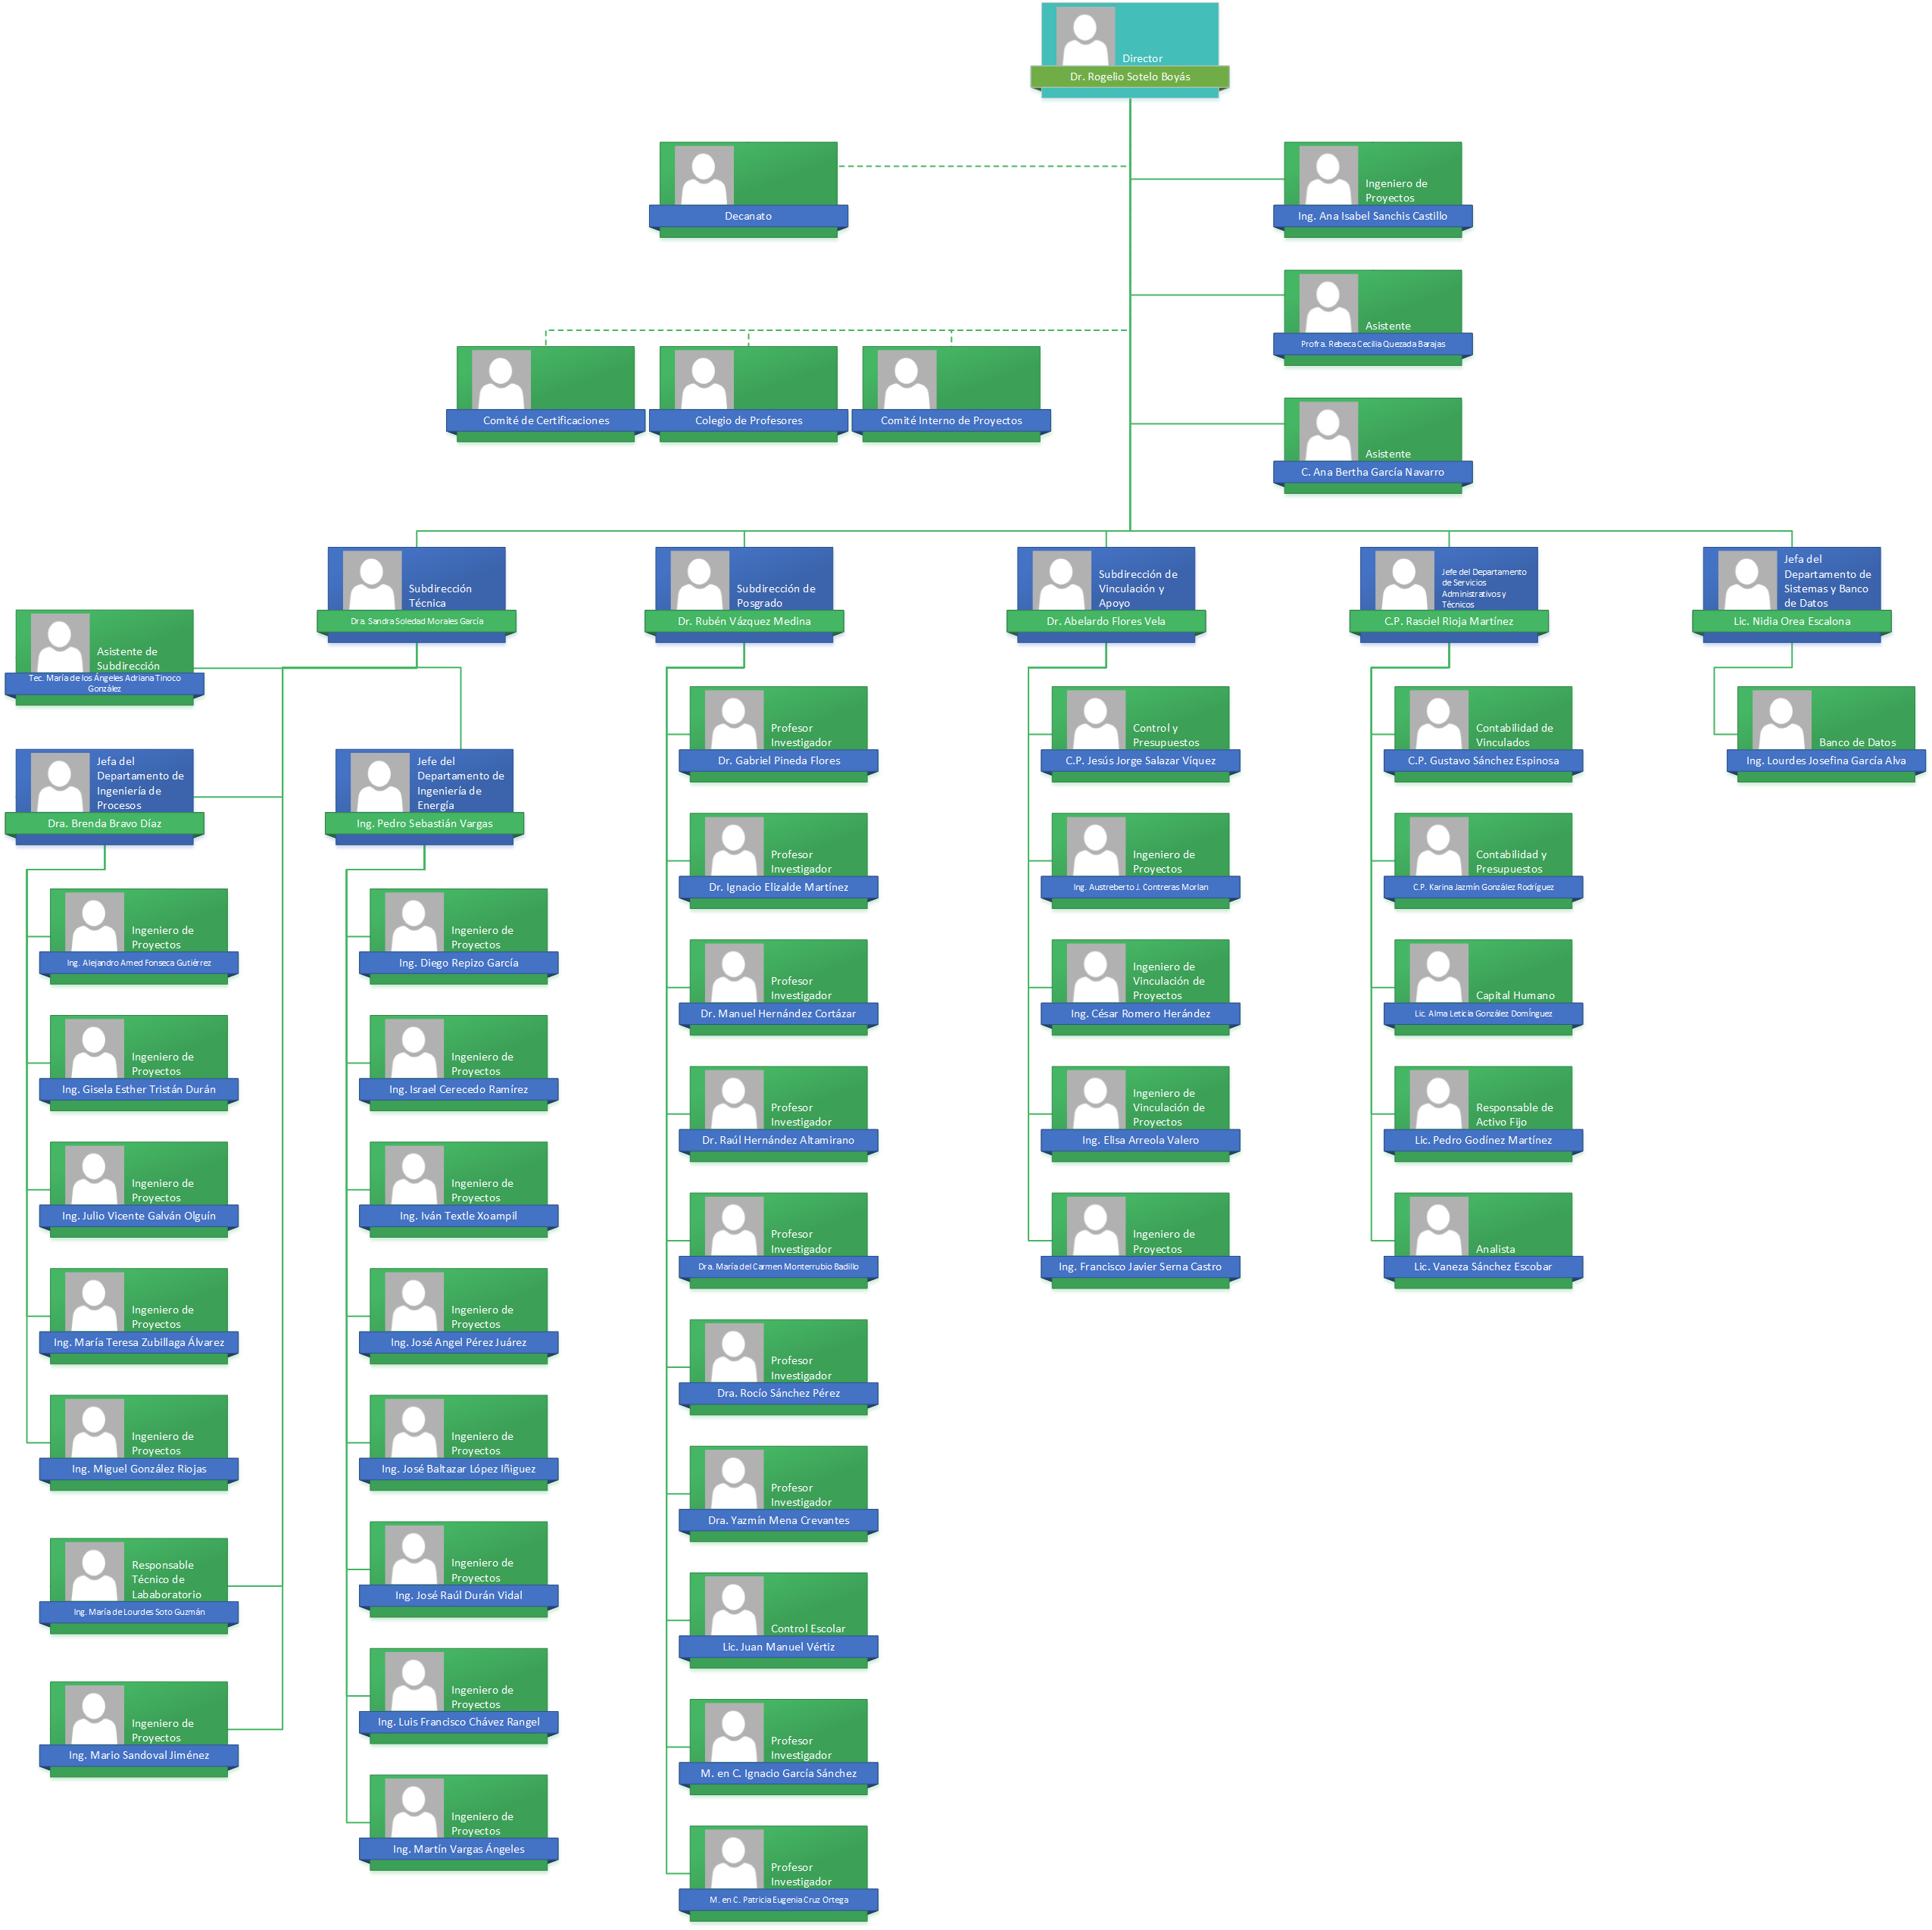 Director
Dr. Rogelio Sotelo Boyás
Decanato
Ingeniero de
Proyectos
Ing. Ana Isabel Sanchis Castillo
Asistente
Profra. Rebeca Cecilia Quezada Barajas
Comité de Certificaciones
Colegio de Profesores
Comité Interno de Proyectos
Asistente
C. Ana Bertha García Navarro
Subdirección
Técnica
Dra. Sandra Soledad Morales García
Subdirección de
Posgrado
Dr. Rubén Vázquez Medina
Subdirección de
Vinculación y
Apoyo
Dr. Abelardo Flores Vela
Jefe del Departamento
de Servicios
Administrativos y
Técnicos
C.P. Rasciel Rioja Martínez
Jefa del
Departamento de
Sistemas y Banco
de Datos
Lic. Nidia Orea Escalona
Asistente de
Subdirección
Tec. María de los Ángeles Adriana Tinoco
González
Jefa del
Departamento de
Ingeniería de
Procesos
Dra. Brenda Bravo Díaz
Ingeniero de
Proyectos
Ing. Alejandro Amed Fonseca Gutiérrez
Ingeniero de
Proyectos
Ing. Gisela Esther Tristán Durán
Ingeniero de
Proyectos
Ing. Julio Vicente Galván Olguín
Ingeniero de
Proyectos
Ing. María Teresa Zubillaga Álvarez
Ingeniero de
Proyectos
Ing. Miguel González Riojas
Responsable
Técnico de
Lababoratorio
Ing. María de Lourdes Soto Guzmán
Ingeniero de
Proyectos
Ing. Mario Sandoval Jiménez
Jefe del
Departamento de
Ingeniería de
Energía
Ing. Pedro Sebastián Vargas
Ingeniero de
Proyectos
Ing. Diego Repizo García
Ingeniero de
Proyectos
Ing. Israel Cerecedo Ramírez
Ingeniero de
Proyectos
Ing. Iván Textle Xoampil
Ingeniero de
Proyectos
Ing. José Angel Pérez Juárez
Ingeniero de
Proyectos
Ing. José Baltazar López Iñiguez
Ingeniero de
Proyectos
Ing. José Raúl Durán Vidal
Ingeniero de
Proyectos
Ing. Luis Francisco Chávez Rangel
Ingeniero de
Proyectos
Ing. Martín Vargas Ángeles
Profesor
Investigador
Dr. Gabriel Pineda Flores
Profesor
Investigador
Dr. Ignacio Elizalde Martínez
Profesor
Investigador
Dr. Manuel Hernández Cortázar
Profesor
Investigador
Dr. Raúl Hernández Altamirano
Profesor
Investigador
Dra. María del Carmen Monterrubio Badillo
Profesor
Investigador
Dra. Rocío Sánchez Pérez
Profesor
Investigador
Dra. Yazmín Mena Crevantes
Control Escolar
Lic. Juan Manuel Vértiz
Profesor
Investigador
M. en C. Ignacio García Sánchez
Profesor
Investigador
M. en C. Patricia Eugenia Cruz Ortega
Control y
Presupuestos
C.P. Jesús Jorge Salazar Víquez
Ingeniero de
Proyectos
Ing. Austreberto J. Contreras Morlan
Ingeniero de
Vinculación de
Proyectos
Ing. César Romero Herández
Ingeniero de
Vinculación de
Proyectos
Ing. Elisa Arreola Valero
Ingeniero de
Proyectos
Ing. Francisco Javier Serna Castro
Contabilidad de
Vinculados
C.P. Gustavo Sánchez Espinosa
Contabilidad y
Presupuestos
C.P. Karina Jazmín González Rodríguez
Capital Humano
Lic. Alma Leticia González Domínguez
Responsable de
Activo Fijo
Lic. Pedro Godínez Martínez
Analista
Lic. Vaneza Sánchez Escobar
Banco de Datos
Ing. Lourdes Josefina García Alva